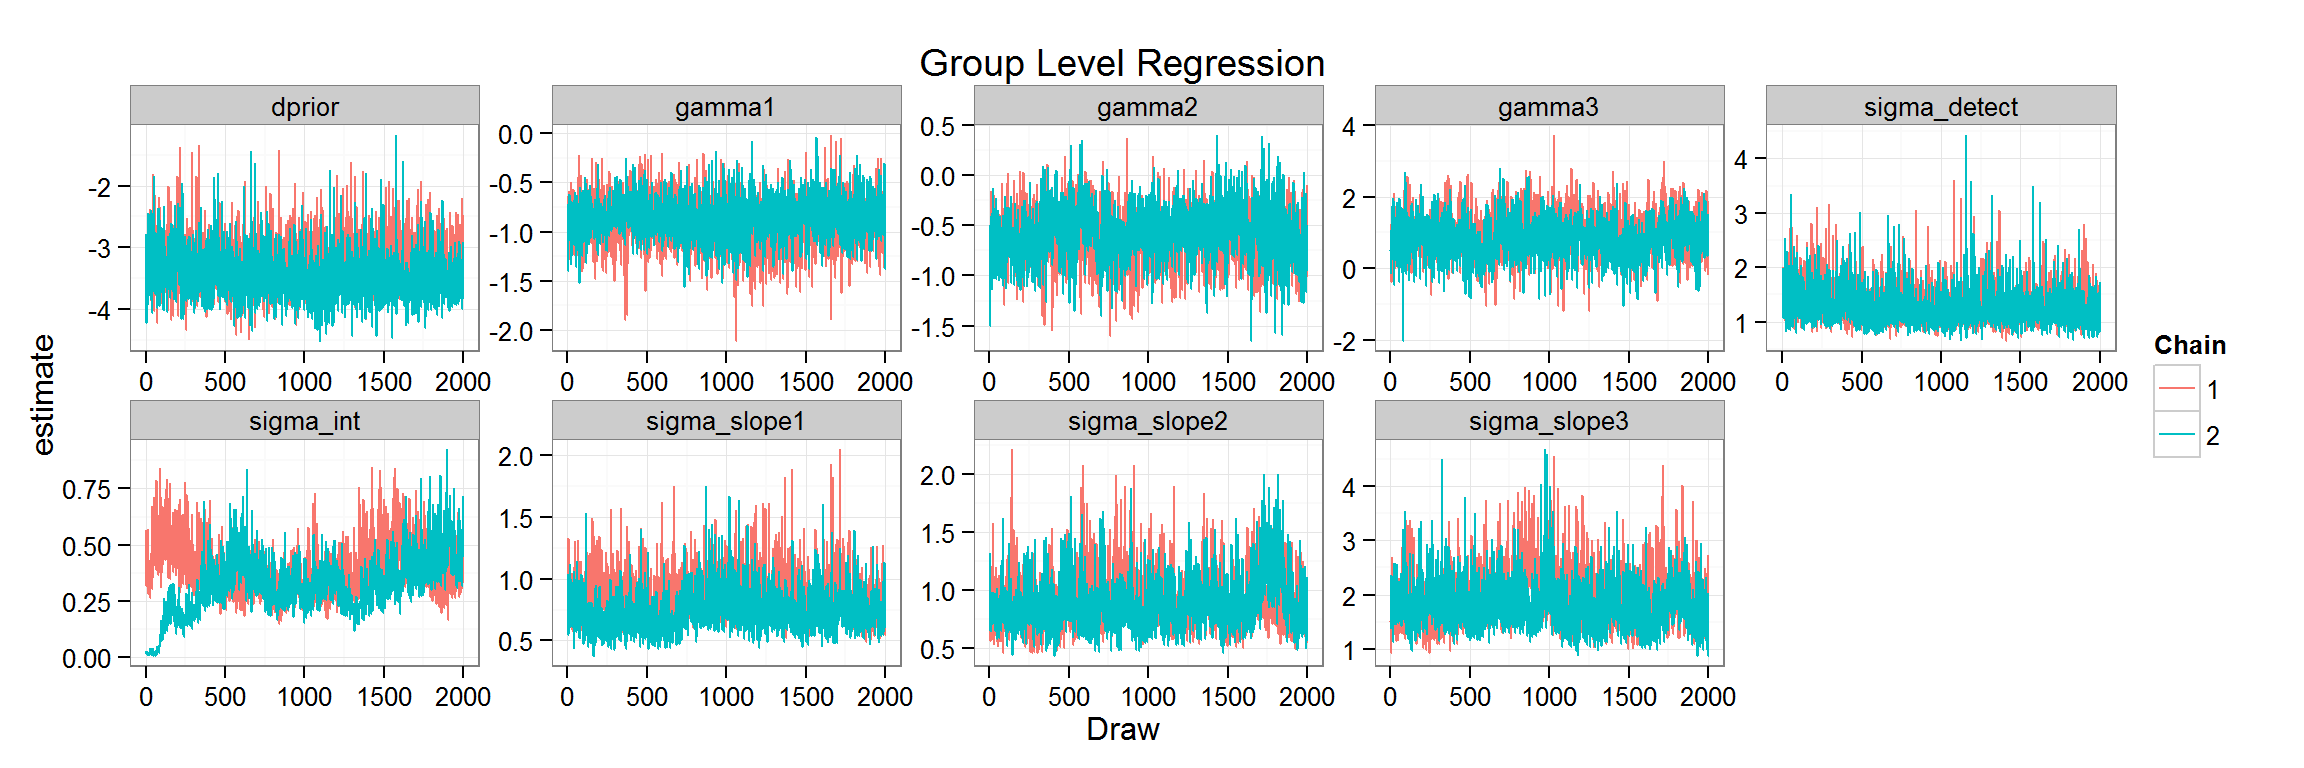 Group Level Regression
dprior
gamma1
gamma2
gamma3
sigma_detect
-2
-3
-4
0.0
-0.5
-1.0
-1.5
-2.0
0.5
0.0
-0.5
-1.0
-1.5
4
2
0
-2
4
3
2
1
0 500 1000 1500 2000
0 500 1000 1500 2000
0 500 1000 1500 2000
0 500 1000 1500 2000
0 500 1000 1500 2000
sigma_int
sigma_slope1
sigma_slope2
sigma_slope3
0.75
0.50
0.25
0.00
2.0
1.5
1.0
0.5
2.0
1.5
1.0
0.5
4
3
2
1
0 500 1000 1500 2000
0 500 1000 1500 2000
0 500 1000 1500 2000
0 500 1000 1500 2000
estimate
Draw
Chain
1
2